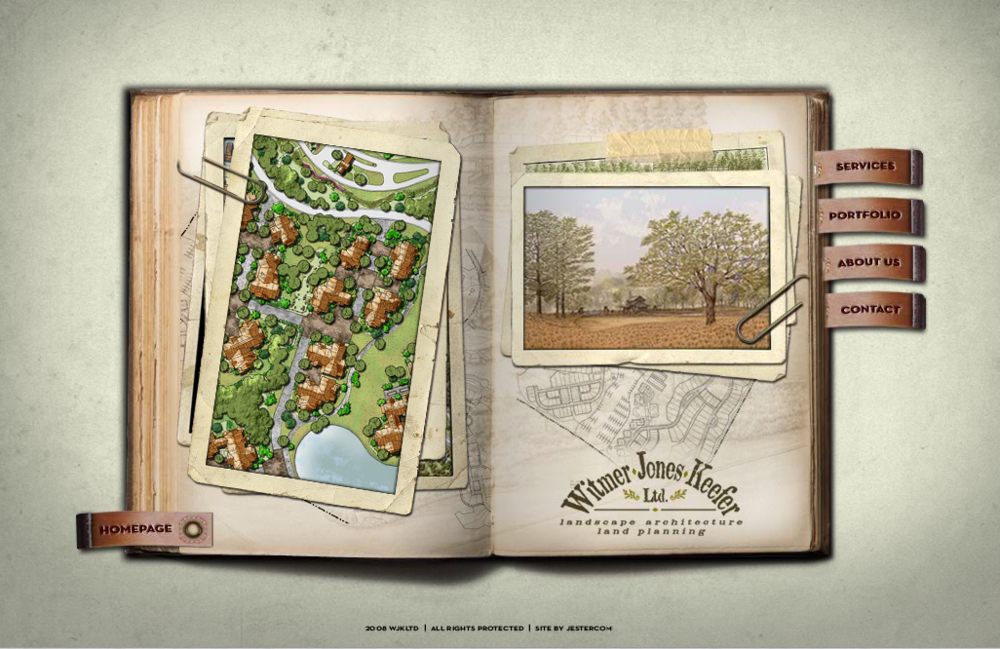 SERVICES
PORTFOLIO
ABOUT US
CONTACT
Witmer·Jones·Keefer
Ltd.
landscape architecture
land planning
HOMEPAGE
2008 WJKLTD | ALL RIGHTS PROTECTED | SITE BY JESTERCOM